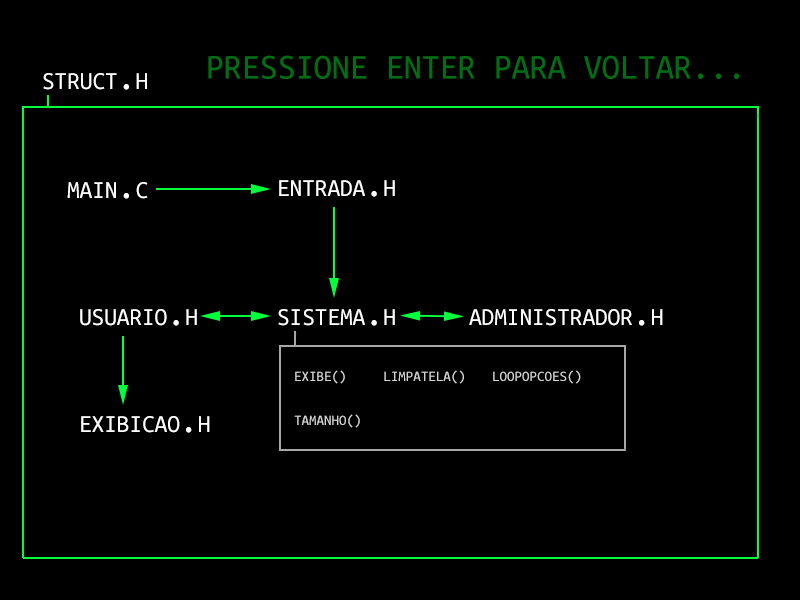 PRESSIONE ENTER PARA VOLTAR...
STRUCT.H
MAIN.C
ENTRADA.H
USUARIO.H
SISTEMA.H
ADMINISTRADOR.H
EXIBE()
LIMPATELA()
LOOPOPCOES()
TAMANHO()
EXIBICAO.H